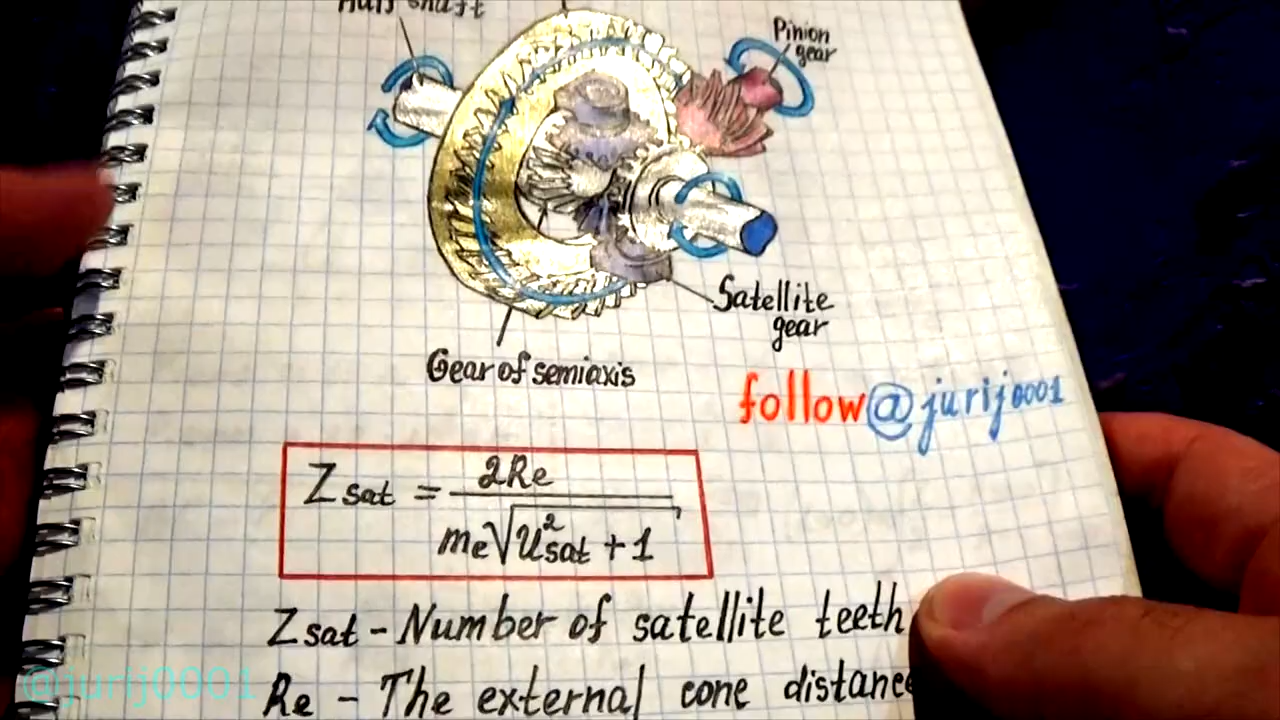 Half shaft
Pinion
gear
Satellite
gear
Gear of semiaxis
follow @jurij0001
Zsat = 2Re / me√(u²sat + 1)
Zsat – Number of satellite teeth,
Re – The external cone distance
@jurij0001